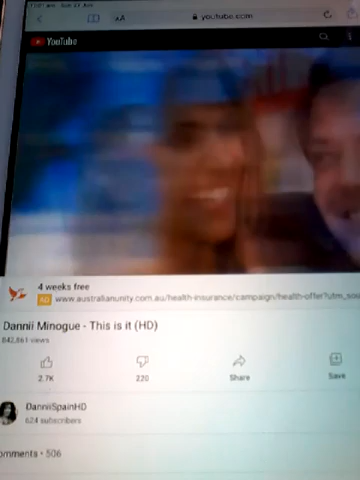 youtube.com
YouTube
4 weeks free
AD www.australianunity.com.au/health-insurance/campaign/health-offer?utm_sou
Dannii Minogue - This is it (HD)
842,861 views
2.7K
220
Share
Save
DanniiSpainHD
624 subscribers
omments • 506